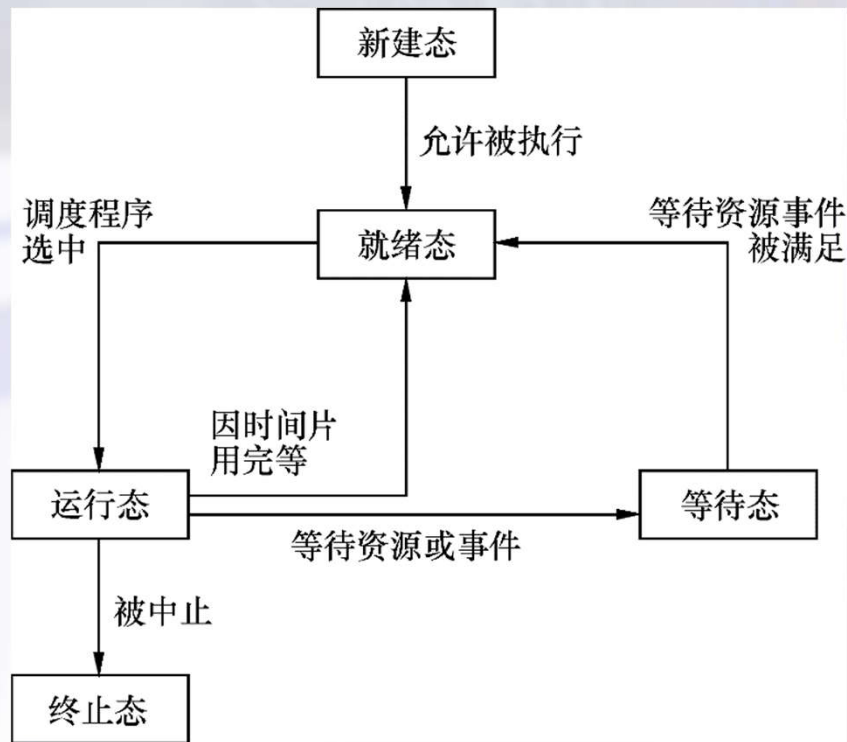 新建态
允许被执行
调度程序
选中
就绪态
等待资源事件
被满足
因时间片
用完等
运行态
等待态
等待资源或事件
被中止
终止态